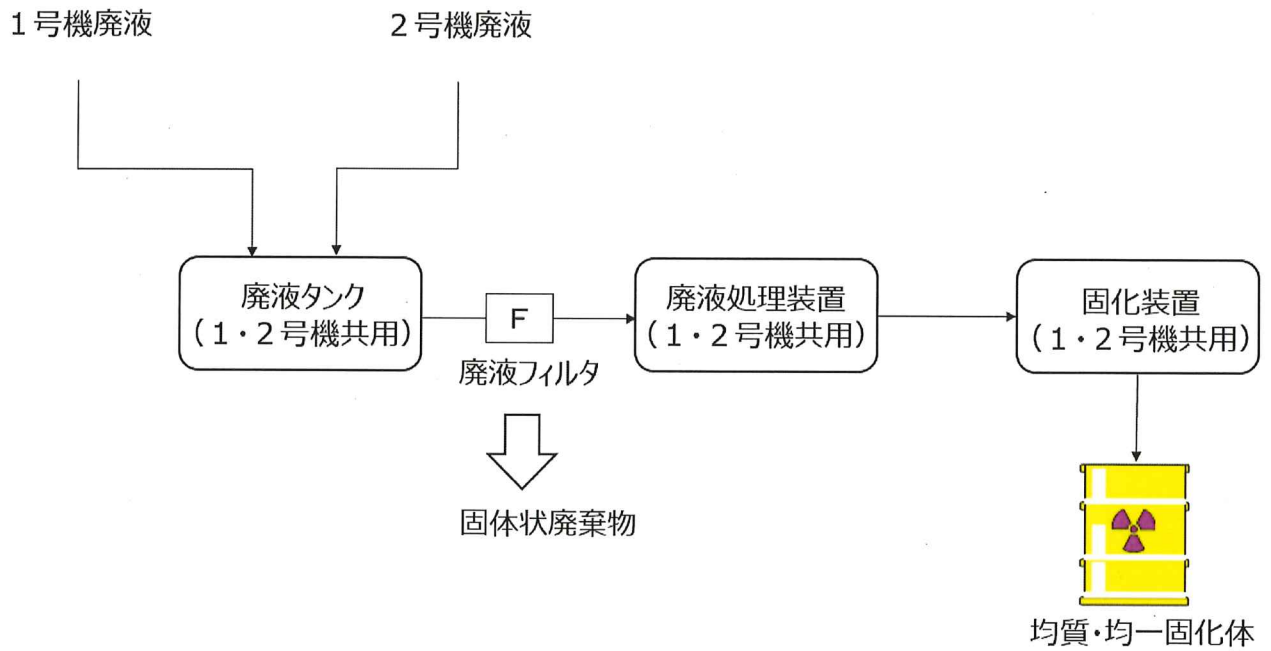 １号機廃液
２号機廃液
廃液タンク
（１・２号機共用）
F
廃液フィルタ
固体状廃棄物
廃液処理装置
（１・２号機共用）
固化装置
（１・２号機共用）
均質・均一固化体